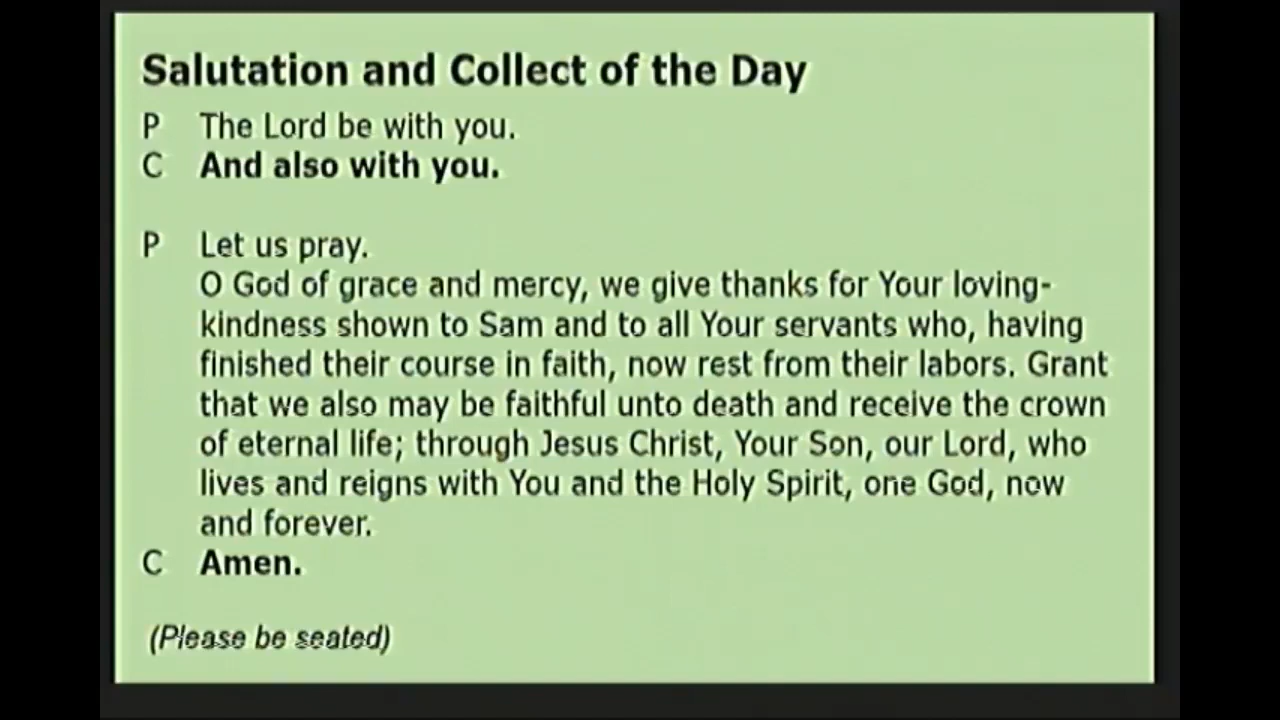 Salutation and Collect of the Day
P The Lord be with you.
C And also with you.
P Let us pray.
O God of grace and mercy, we give thanks for Your loving-
kindness shown to Sam and to all Your servants who, having
finished their course in faith, now rest from their labors. Grant
that we also may be faithful unto death and receive the crown
of eternal life; through Jesus Christ, Your Son, our Lord, who
lives and reigns with You and the Holy Spirit, one God, now
and forever.
C Amen.
(Please be seated)